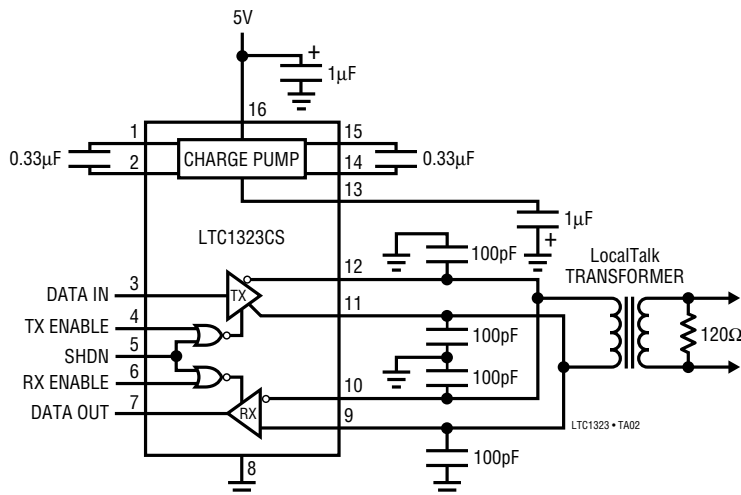 5V
+
1µF
16
1
15
0.33µF
CHARGE PUMP
0.33µF
2
14
13
LTC1323CS
1µF
+
12
100pF
LocalTalk
TRANSFORMER
DATA IN
3
TX
11
TX ENABLE
4
100pF
120Ω
SHDN
5
100pF
RX ENABLE
6
10
DATA OUT
7
RX
9
LTC1323 • TA02
8
100pF